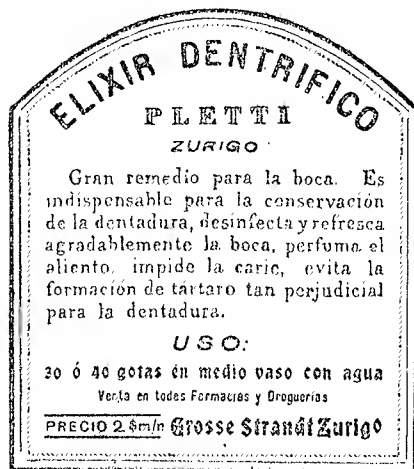 ELIXIR DENTRIFICO
PLETTI
ZURIGO
Gran remedio para la boca. Es
indispensable para la conservación
de la dentadura, desinfecta y refresca
agradablemente la boca, perfuma el
aliento, impide la carie, evita la
formación de tártaro tan perjudicial
para la dentadura.
USO:
30 ó 40 gotas en medio vaso con agua
Venta en todes Farmacias y Droguerías
PRECIO 2 $m/n Grosse Strandt Zurigo